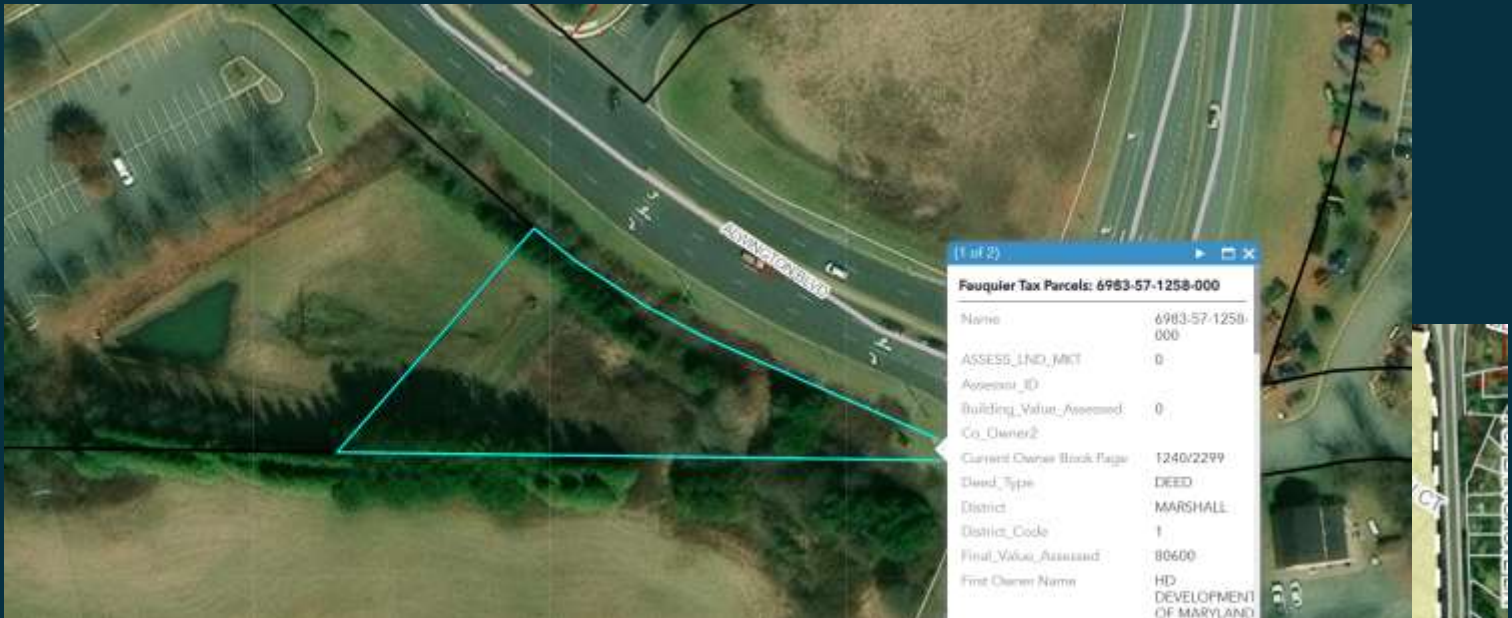 ALWINGTON BLVD
(1 of 2)
Fauquier Tax Parcels: 6983-57-1258-000
Name 6983-57-1258-
000
ASSESS_LND_MKT 0
Assessor_ID
Building_Value_Assessed 0
Co_Owner2
Current Owner Book Page 1240/2299
Deed_Type DEED
District MARSHALL
District_Code 1
Final_Value_Assessed 80600
First Owner Name HD
DEVELOPMENT
OF MARYLAND
CT